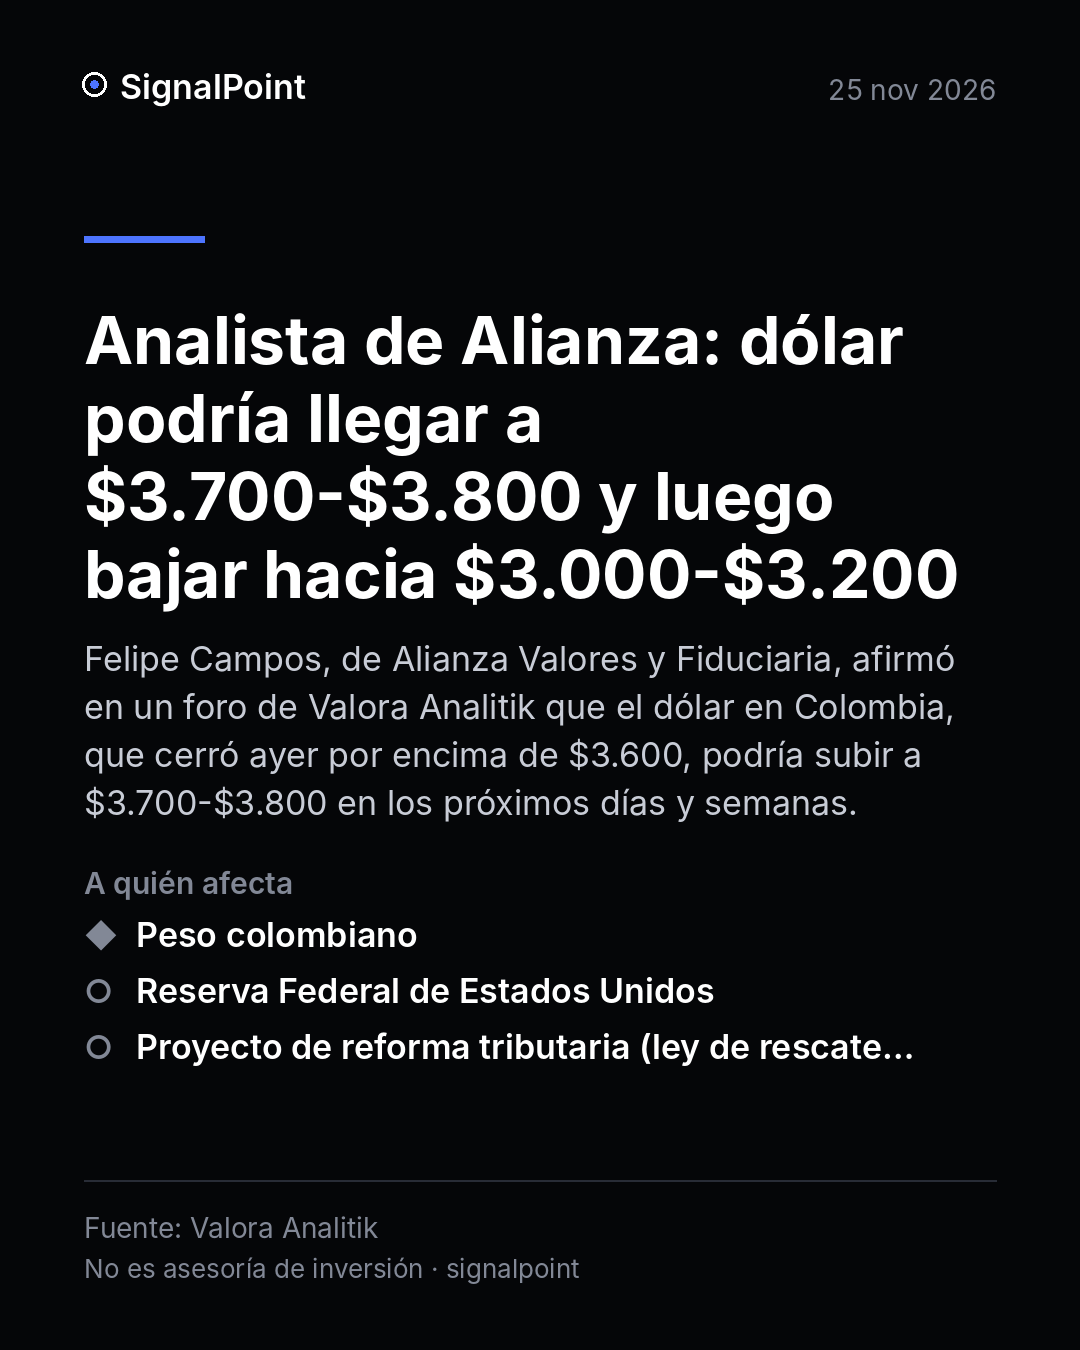 SignalPoint
25 nov 2026
Analista de Alianza: dólar
podría llegar a
$3.700-$3.800 y luego
bajar hacia $3.000-$3.200
Felipe Campos, de Alianza Valores y Fiduciaria, afirmó
en un foro de Valora Analitik que el dólar en Colombia,
que cerró ayer por encima de $3.600, podría subir a
$3.700-$3.800 en los próximos días y semanas.
A quién afecta
Peso colombiano
Reserva Federal de Estados Unidos
Proyecto de reforma tributaria (ley de rescate...
Fuente: Valora Analitik
No es asesoría de inversión · signalpoint